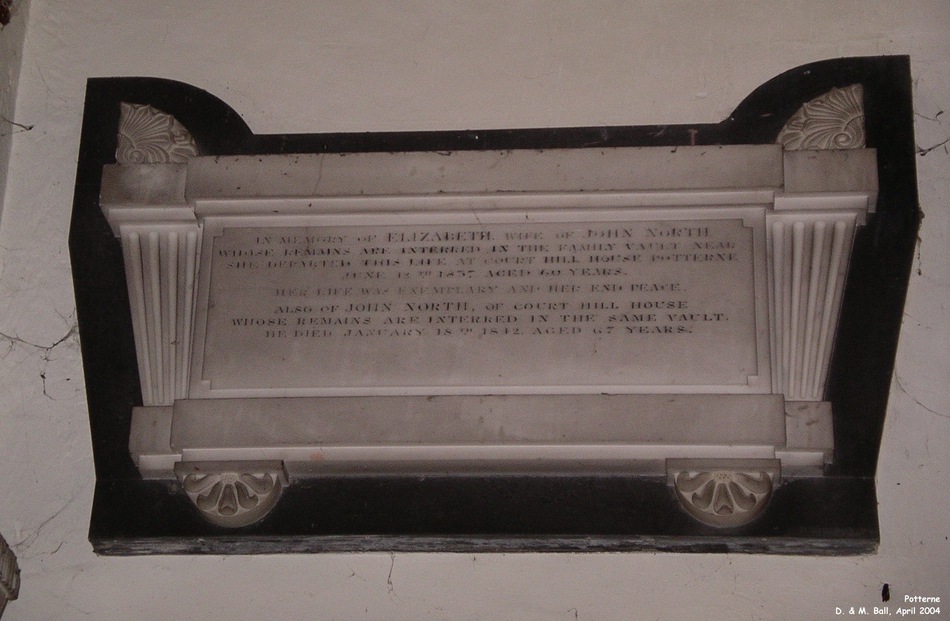 IN MEMORY OF ELIZABETH, WIFE OF JOHN NORTH
WHOSE REMAINS ARE INTERRED IN THE FAMILY VAULT NEAR
SHE DEPARTED THIS LIFE AT COURT HILL HOUSE POTTERNE
JUNE 12TH 1837 AGED 60 YEARS.
HER LIFE WAS EXEMPLARY AND HER END PEACE.
ALSO OF JOHN NORTH, OF COURT HILL HOUSE
WHOSE REMAINS ARE INTERRED IN THE SAME VAULT.
HE DIED JANUARY 18TH 1842. AGED 67 YEARS.
Potterne
D. & M. Ball, April 2004